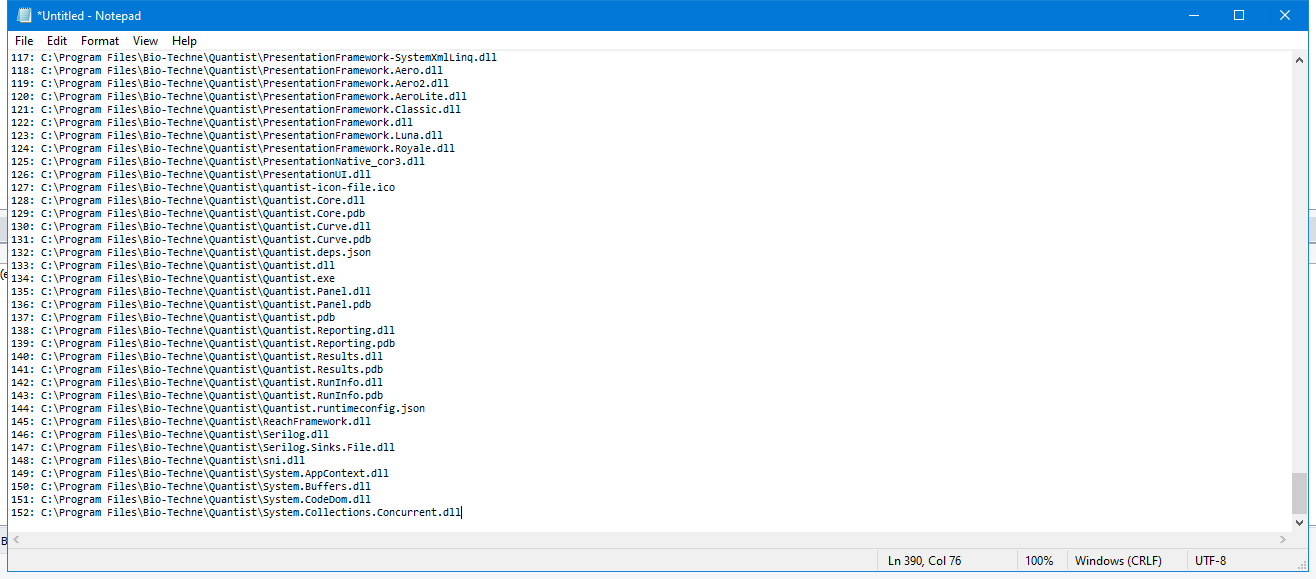 *Untitled - Notepad
File Edit Format View Help
117: C:\Program Files\Bio-Techne\Quantist\PresentationFramework-SystemXmlLinq.dll
118: C:\Program Files\Bio-Techne\Quantist\PresentationFramework.Aero.dll
119: C:\Program Files\Bio-Techne\Quantist\PresentationFramework.Aero2.dll
120: C:\Program Files\Bio-Techne\Quantist\PresentationFramework.AeroLite.dll
121: C:\Program Files\Bio-Techne\Quantist\PresentationFramework.Classic.dll
122: C:\Program Files\Bio-Techne\Quantist\PresentationFramework.dll
123: C:\Program Files\Bio-Techne\Quantist\PresentationFramework.Luna.dll
124: C:\Program Files\Bio-Techne\Quantist\PresentationFramework.Royale.dll
125: C:\Program Files\Bio-Techne\Quantist\PresentationNative_cor3.dll
126: C:\Program Files\Bio-Techne\Quantist\PresentationUI.dll
127: C:\Program Files\Bio-Techne\Quantist\quantist-icon-file.ico
128: C:\Program Files\Bio-Techne\Quantist\Quantist.Core.dll
129: C:\Program Files\Bio-Techne\Quantist\Quantist.Core.pdb
130: C:\Program Files\Bio-Techne\Quantist\Quantist.Curve.dll
131: C:\Program Files\Bio-Techne\Quantist\Quantist.Curve.pdb
132: C:\Program Files\Bio-Techne\Quantist\Quantist.deps.json
133: C:\Program Files\Bio-Techne\Quantist\Quantist.dll
134: C:\Program Files\Bio-Techne\Quantist\Quantist.exe
135: C:\Program Files\Bio-Techne\Quantist\Quantist.Panel.dll
136: C:\Program Files\Bio-Techne\Quantist\Quantist.Panel.pdb
137: C:\Program Files\Bio-Techne\Quantist\Quantist.pdb
138: C:\Program Files\Bio-Techne\Quantist\Quantist.Reporting.dll
139: C:\Program Files\Bio-Techne\Quantist\Quantist.Reporting.pdb
140: C:\Program Files\Bio-Techne\Quantist\Quantist.Results.dll
141: C:\Program Files\Bio-Techne\Quantist\Quantist.Results.pdb
142: C:\Program Files\Bio-Techne\Quantist\Quantist.RunInfo.dll
143: C:\Program Files\Bio-Techne\Quantist\Quantist.RunInfo.pdb
144: C:\Program Files\Bio-Techne\Quantist\Quantist.runtimeconfig.json
145: C:\Program Files\Bio-Techne\Quantist\ReachFramework.dll
146: C:\Program Files\Bio-Techne\Quantist\Serilog.dll
147: C:\Program Files\Bio-Techne\Quantist\Serilog.Sinks.File.dll
148: C:\Program Files\Bio-Techne\Quantist\sni.dll
149: C:\Program Files\Bio-Techne\Quantist\System.AppContext.dll
150: C:\Program Files\Bio-Techne\Quantist\System.Buffers.dll
151: C:\Program Files\Bio-Techne\Quantist\System.CodeDom.dll
152: C:\Program Files\Bio-Techne\Quantist\System.Collections.Concurrent.dll
Ln 390, Col 76 100% Windows (CRLF) UTF-8